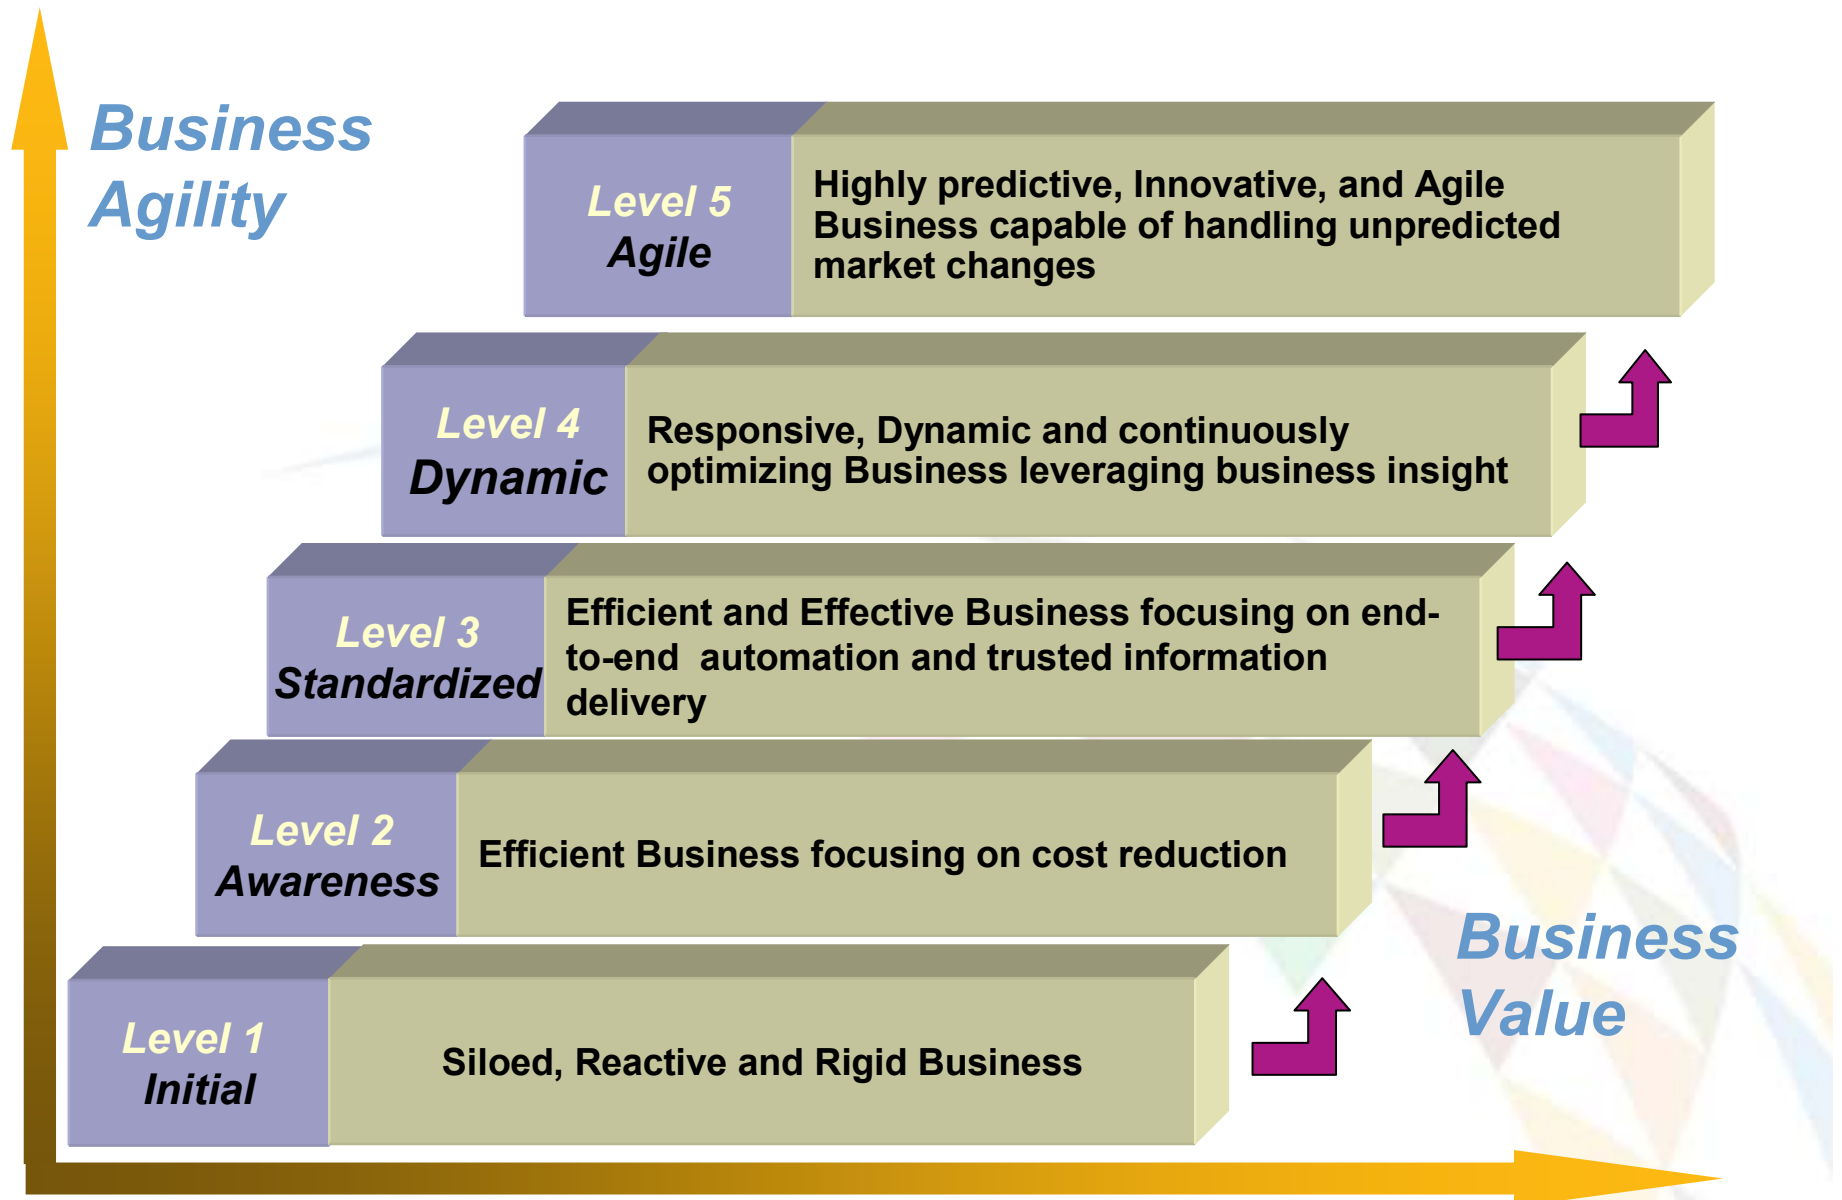 Business
Agility
Level 5
Agile
Highly predictive, Innovative, and Agile
Business capable of handling unpredicted
market changes
Level 4
Dynamic
Responsive, Dynamic and continuously
optimizing Business leveraging business insight
Level 3
Standardized
Efficient and Effective Business focusing on end-
to-end  automation and trusted information
delivery
Level 2
Awareness
Efficient Business focusing on cost reduction
Level 1
Initial
Siloed, Reactive and Rigid Business
Business
Value